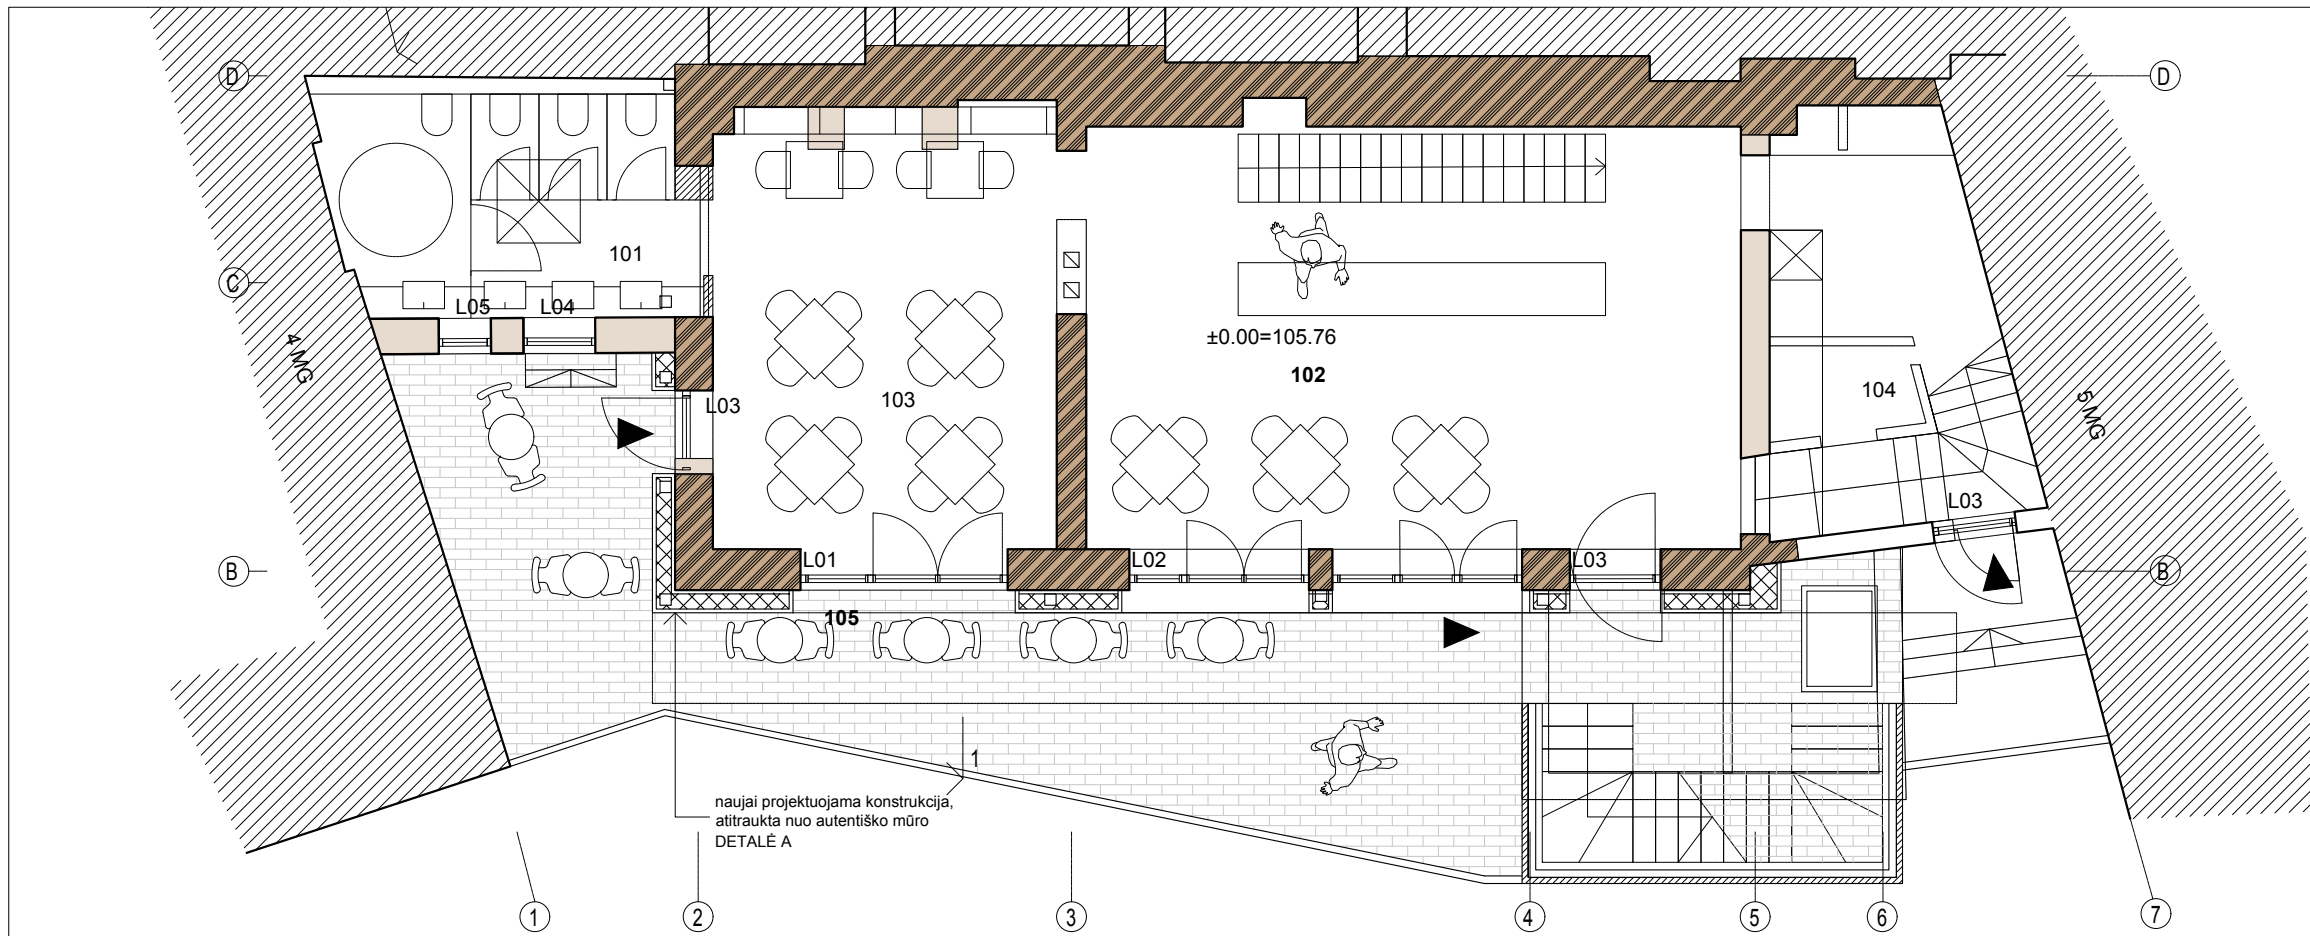 D
D
C
101
L05
L04
±0.00=105.76
4 MG
102
L03
103
104
5 MG
L03
L01
L02
L03
B
B
105
1
naujai projektuojama konstrukcija,
atitraukta nuo autentiško mūro
DETALĖ A
1
2
3
4
5
6
7